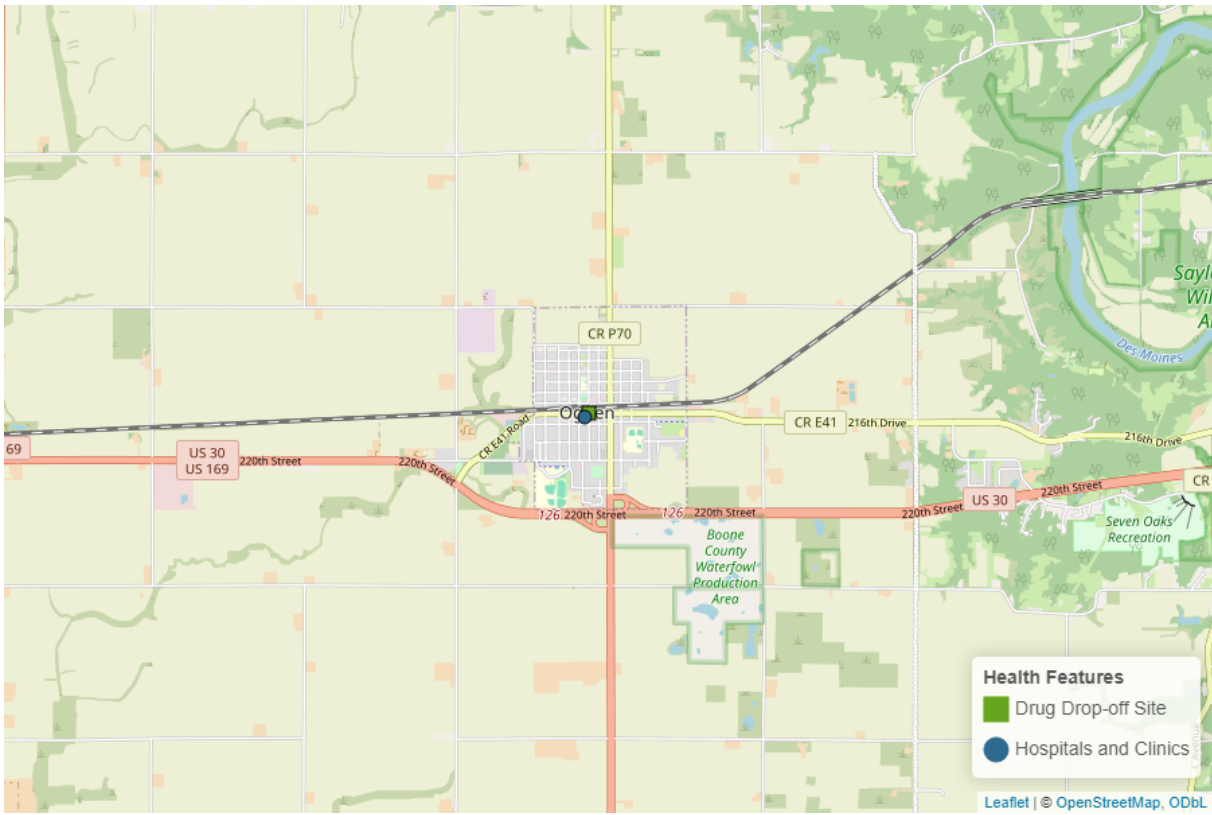 Sayl
Wil
A
Des Moines
CR P70
Og en
CR E41 Road
CR E41
216th Drive
216th Drive
69
US 30
US 169
220th Street
220th Street
CR
US 30
220th Street
220th Street
126
220th Street
126
220th Street
Seven Oaks
Recreation
Boone
County
Waterfowl
Production
Area
Health Features
Drug Drop-off Site
Hospitals and Clinics
L Avenue
Leaflet | © OpenStreetMap, ODbL